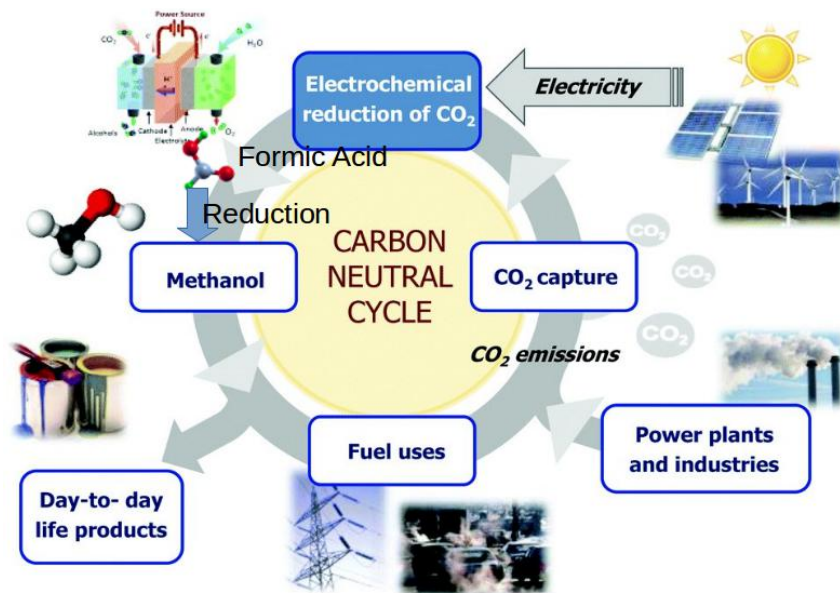 Power Source
CO2
e-
e-
H2O
H+
Alcohols
Cathode
Anode
O2
Electrolyte
Electrochemical
reduction of CO2
Electricity
Formic Acid
Reduction
Methanol
CARBON
NEUTRAL
CYCLE
CO2 capture
CO2
CO2
CO2
CO2 emissions
Fuel uses
Power plants
and industries
Day-to- day
life products